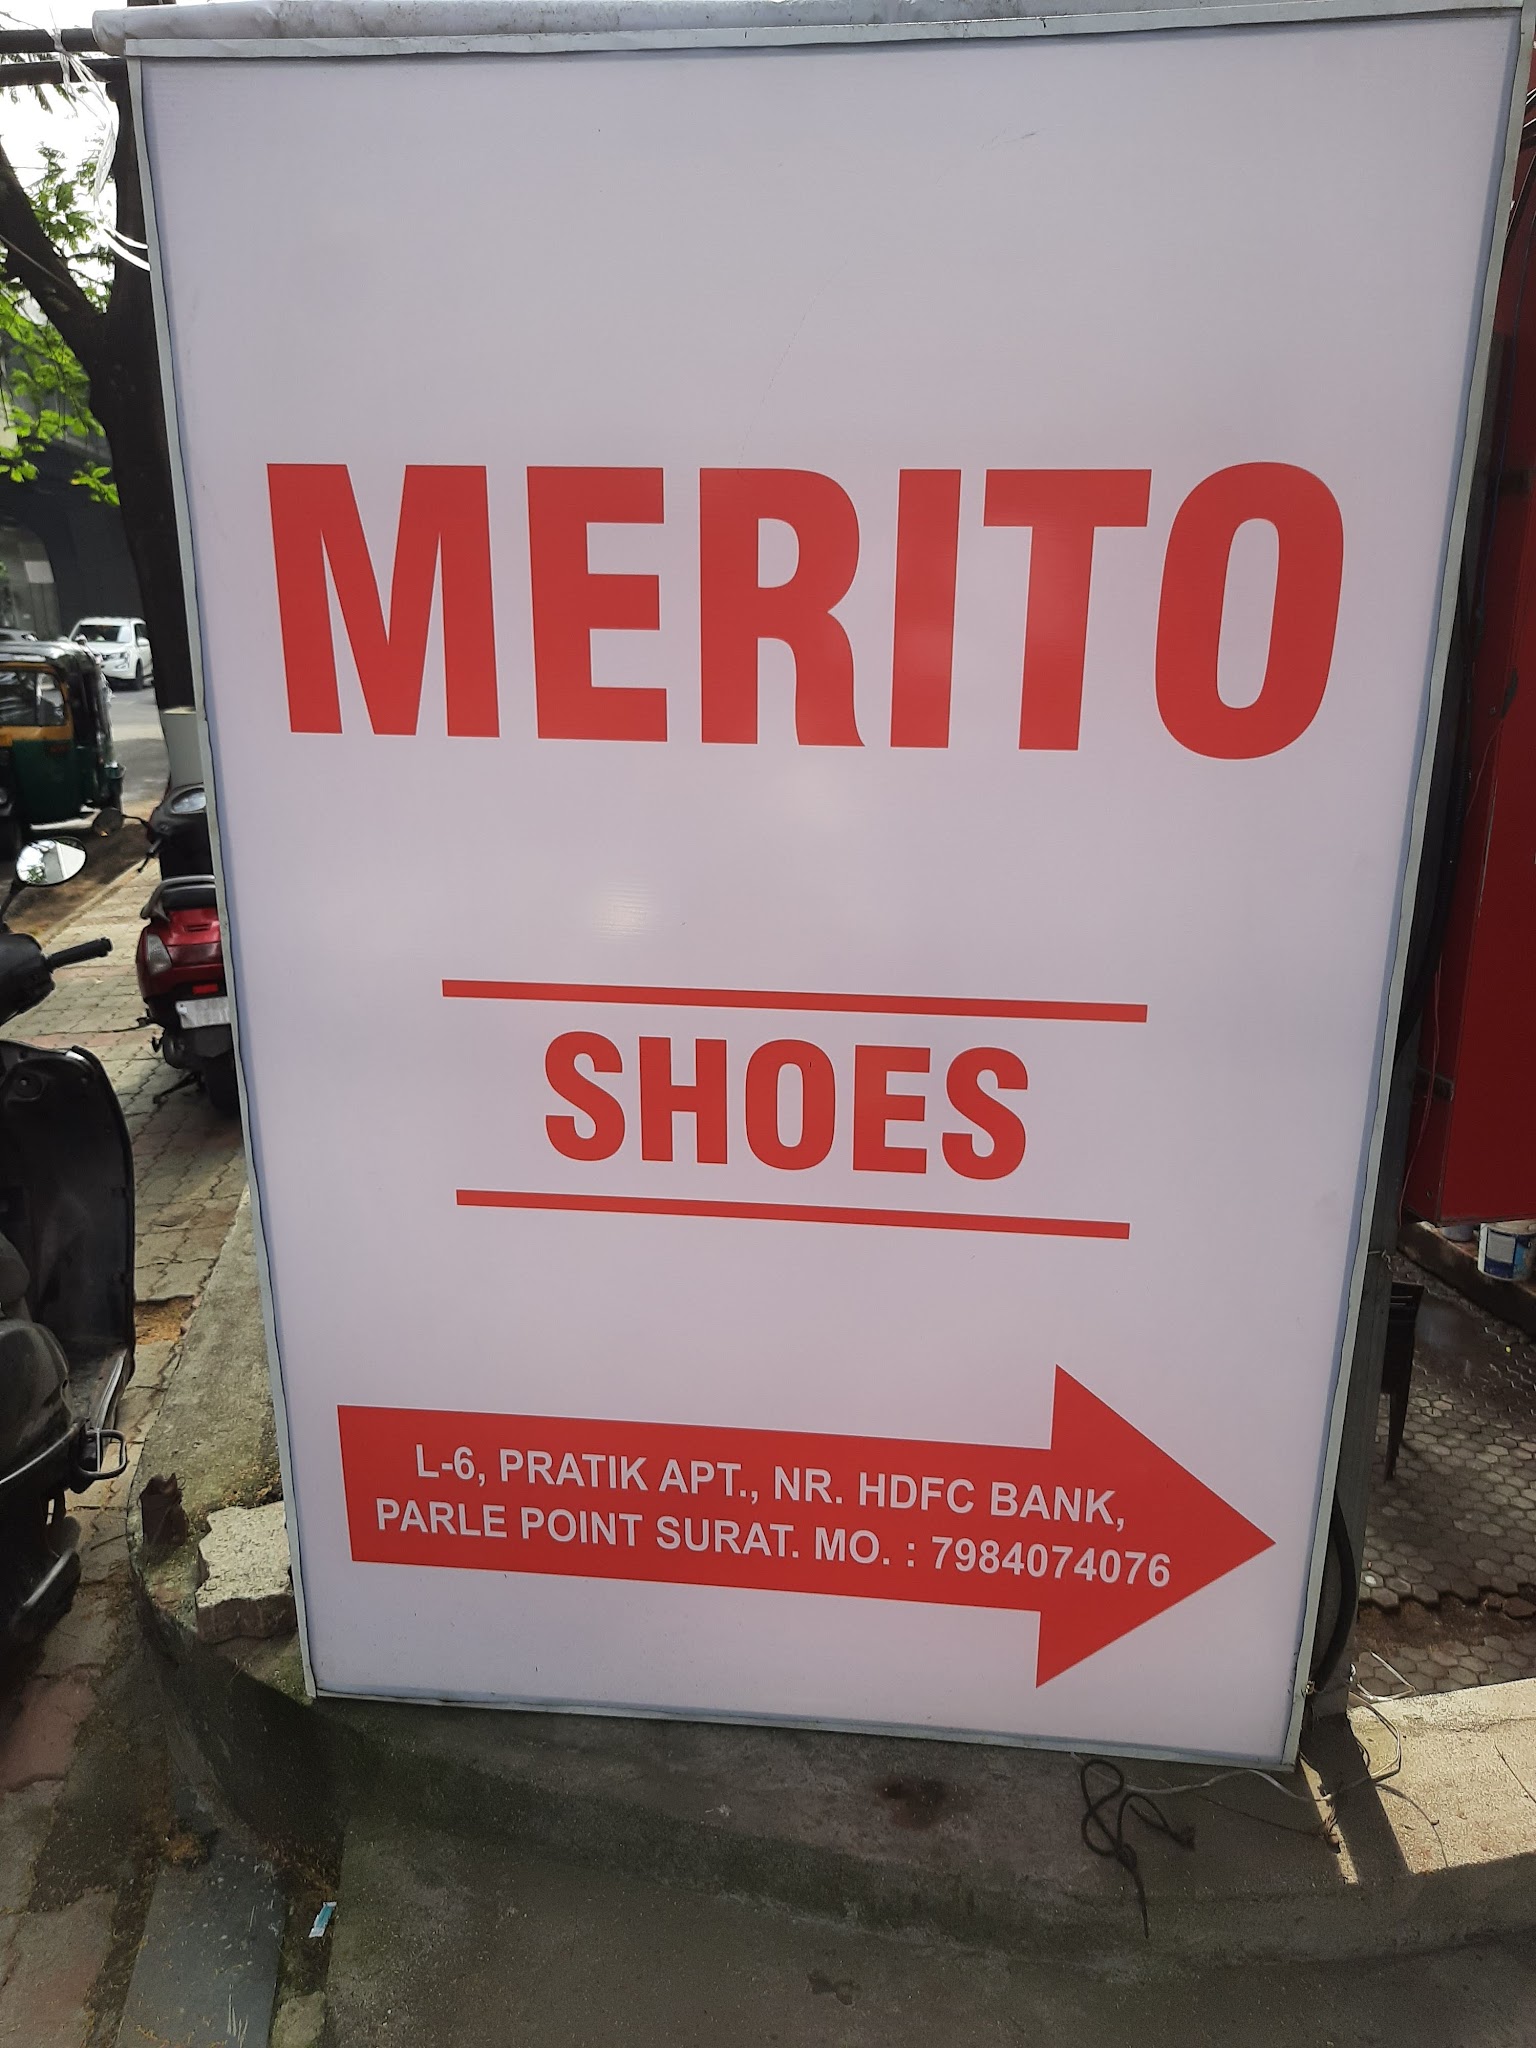 MERITO
SHOES
L-6, PRATIK APT., NR. HDFC BANK,
PARLE POINT SURAT. MO. : 7984074076